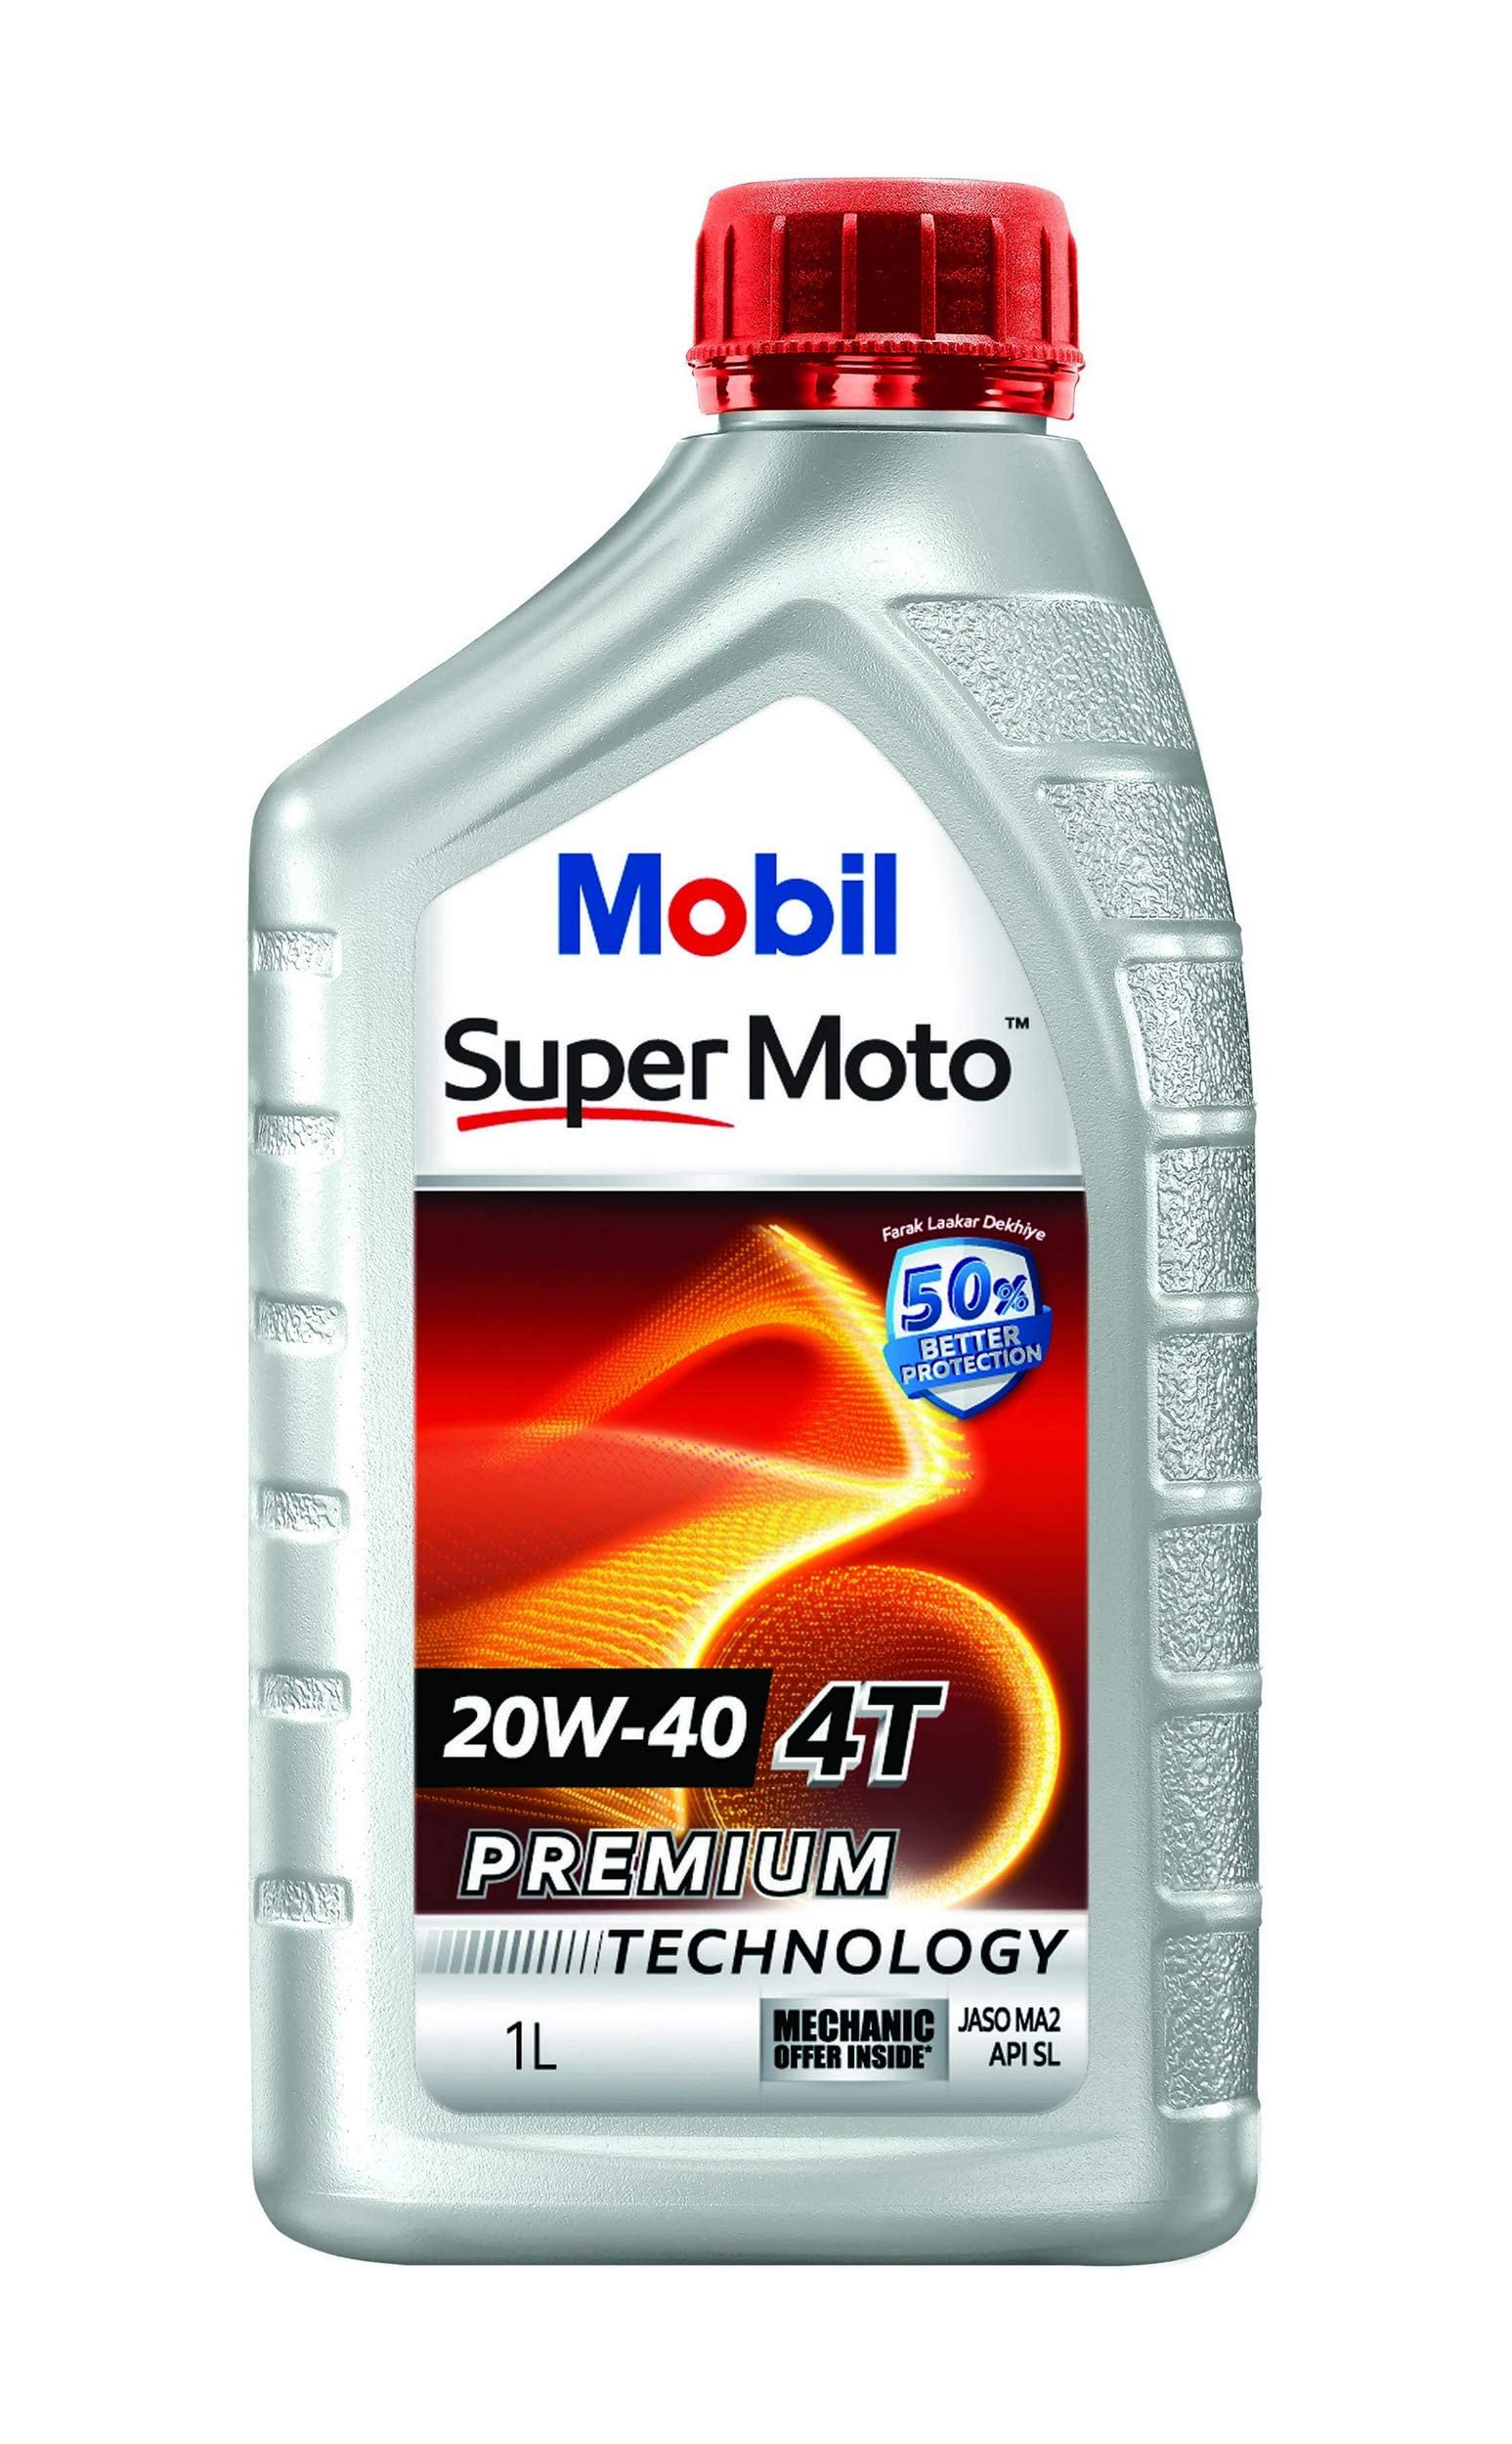 Mobil
Super Moto™
Farak Laakar Dekhiye
50%
BETTER
PROTECTION
20W-40 4T
PREMIUM
TECHNOLOGY
1L
MECHANIC
OFFER INSIDE*
JASO MA2
API SL